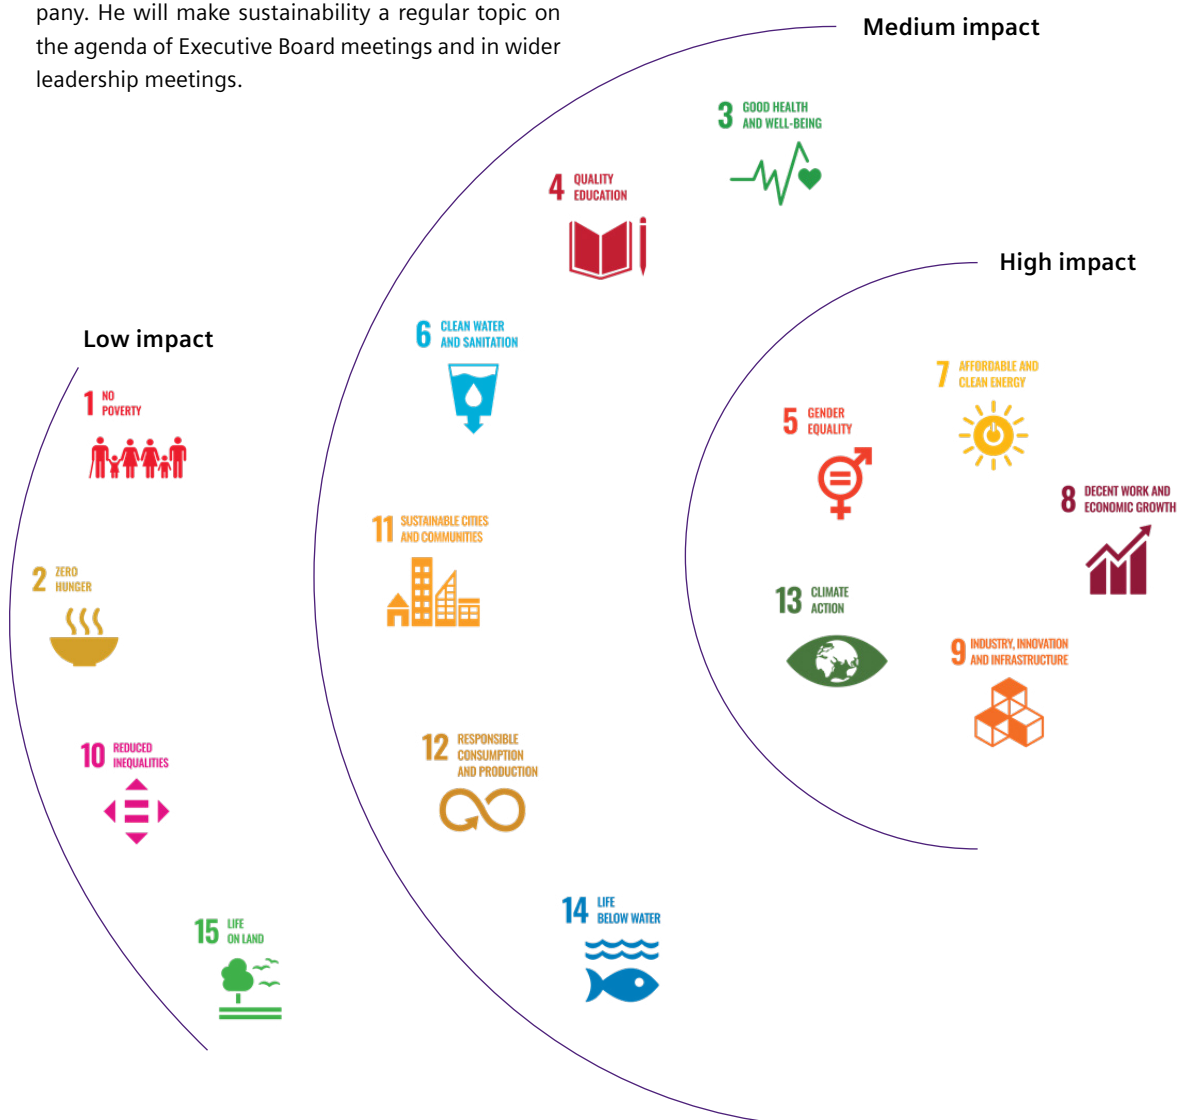 pany. He will make sustainability a regular topic on
the agenda of Executive Board meetings and in wider
leadership meetings.
Medium impact
3 GOOD HEALTH
AND WELL-BEING
4 QUALITY
EDUCATION
6 CLEAN WATER
AND SANITATION
11 SUSTAINABLE CITIES
AND COMMUNITIES
12 RESPONSIBLE
CONSUMPTION
AND PRODUCTION
14 LIFE
BELOW WATER
High impact
7 AFFORDABLE AND
CLEAN ENERGY
5 GENDER
EQUALITY
8 DECENT WORK AND
ECONOMIC GROWTH
13 CLIMATE
ACTION
9 INDUSTRY, INNOVATION
AND INFRASTRUCTURE
Low impact
1 NO
POVERTY
2 ZERO
HUNGER
10 REDUCED
INEQUALITIES
15 LIFE
ON LAND